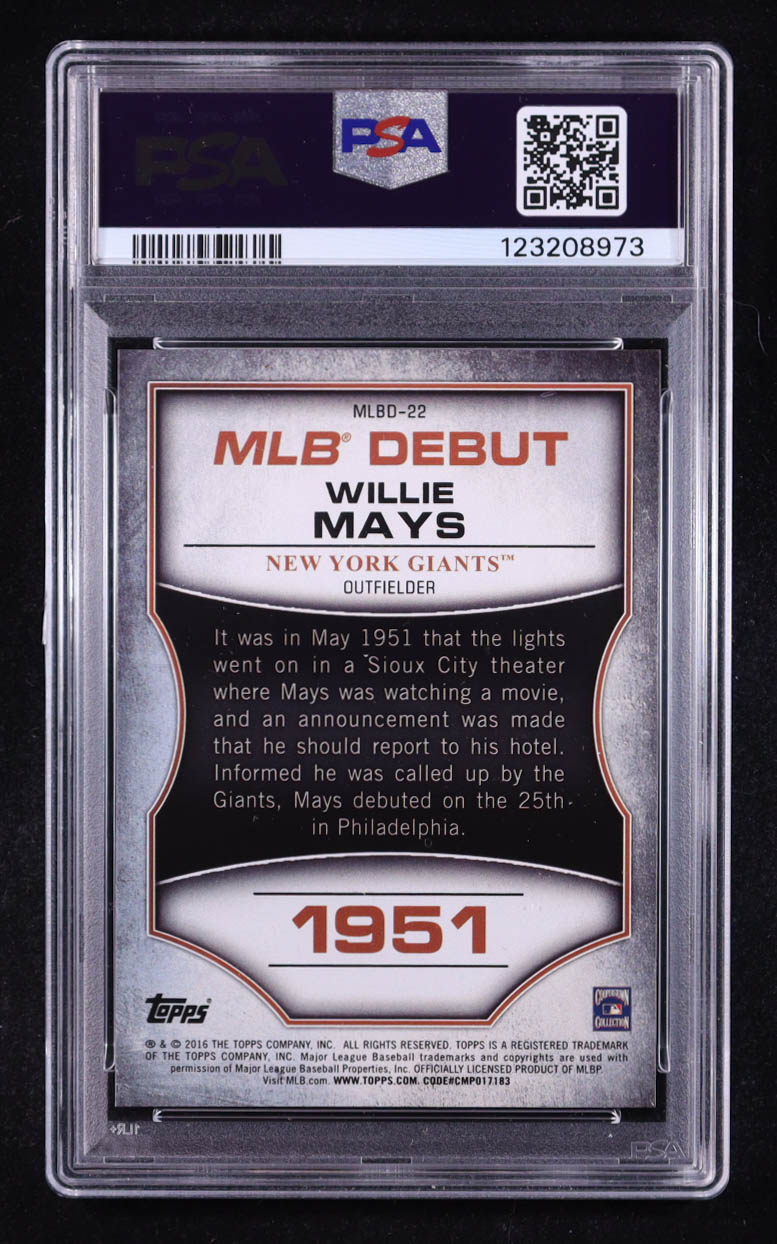 PSA
PSA
123208973
MLBD-22
MLB® DEBUT
WILLIE
MAYS
NEW YORK GIANTS™
OUTFIELDER
It was in May 1951 that the lights
went on in a Sioux City theater
where Mays was watching a movie,
and an announcement was made
that he should report to his hotel.
Informed he was called up by the
Giants, Mays debuted on the 25th
in Philadelphia.
1951
TOPPS®
COOPERSTOWN
COLLECTION
® & © 2016 THE TOPPS COMPANY, INC. ALL RIGHTS RESERVED. TOPPS IS A REGISTERED TRADEMARK
OF THE TOPPS COMPANY, INC. Major League Baseball trademarks and copyrights are used with
permission of Major League Baseball Properties, Inc. OFFICIALLY LICENSED PRODUCT OF MLBP.
Visit MLB.com. WWW.TOPPS.COM. CODE#CMP017183
PSA